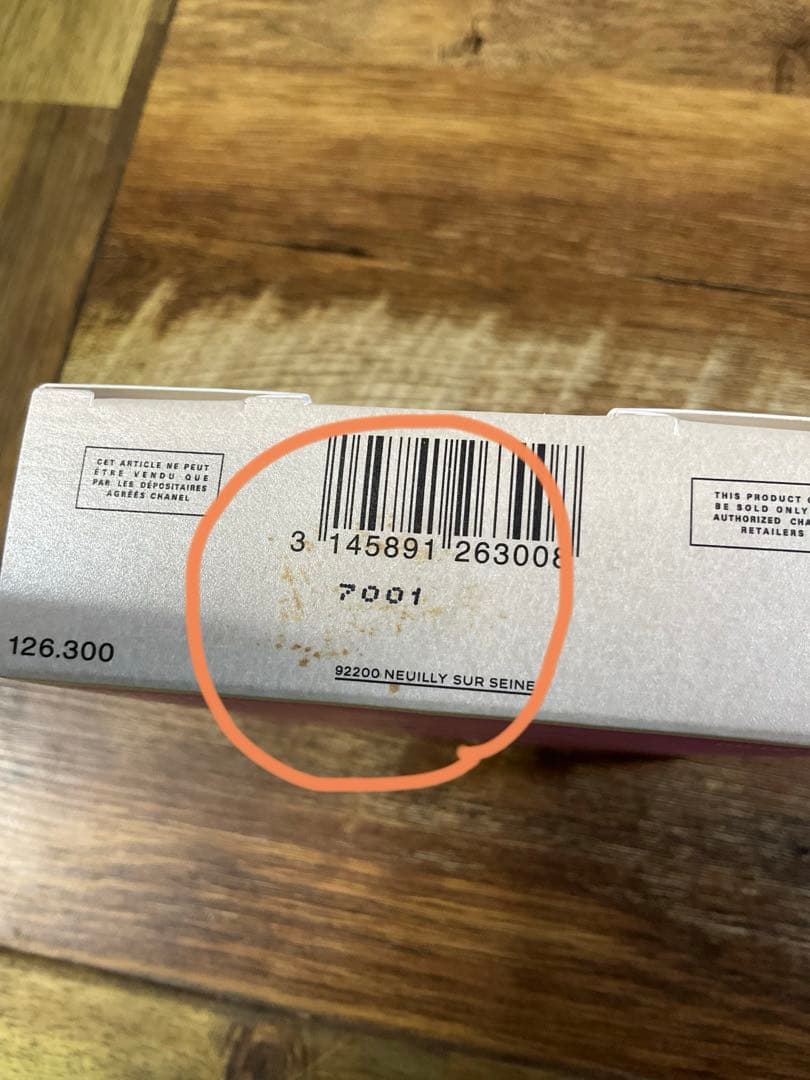 CET ARTICLE NE PEUT
ÊTRE VENDU QUE
PAR LES DÉPOSITAIRES
AGRÉÉS CHANEL
3 145891 263008
7001
92200 NEUILLY SUR SEINE
126.300
THIS PRODUCT
BE SOLD ONLY
AUTHORIZED
RETAILERS